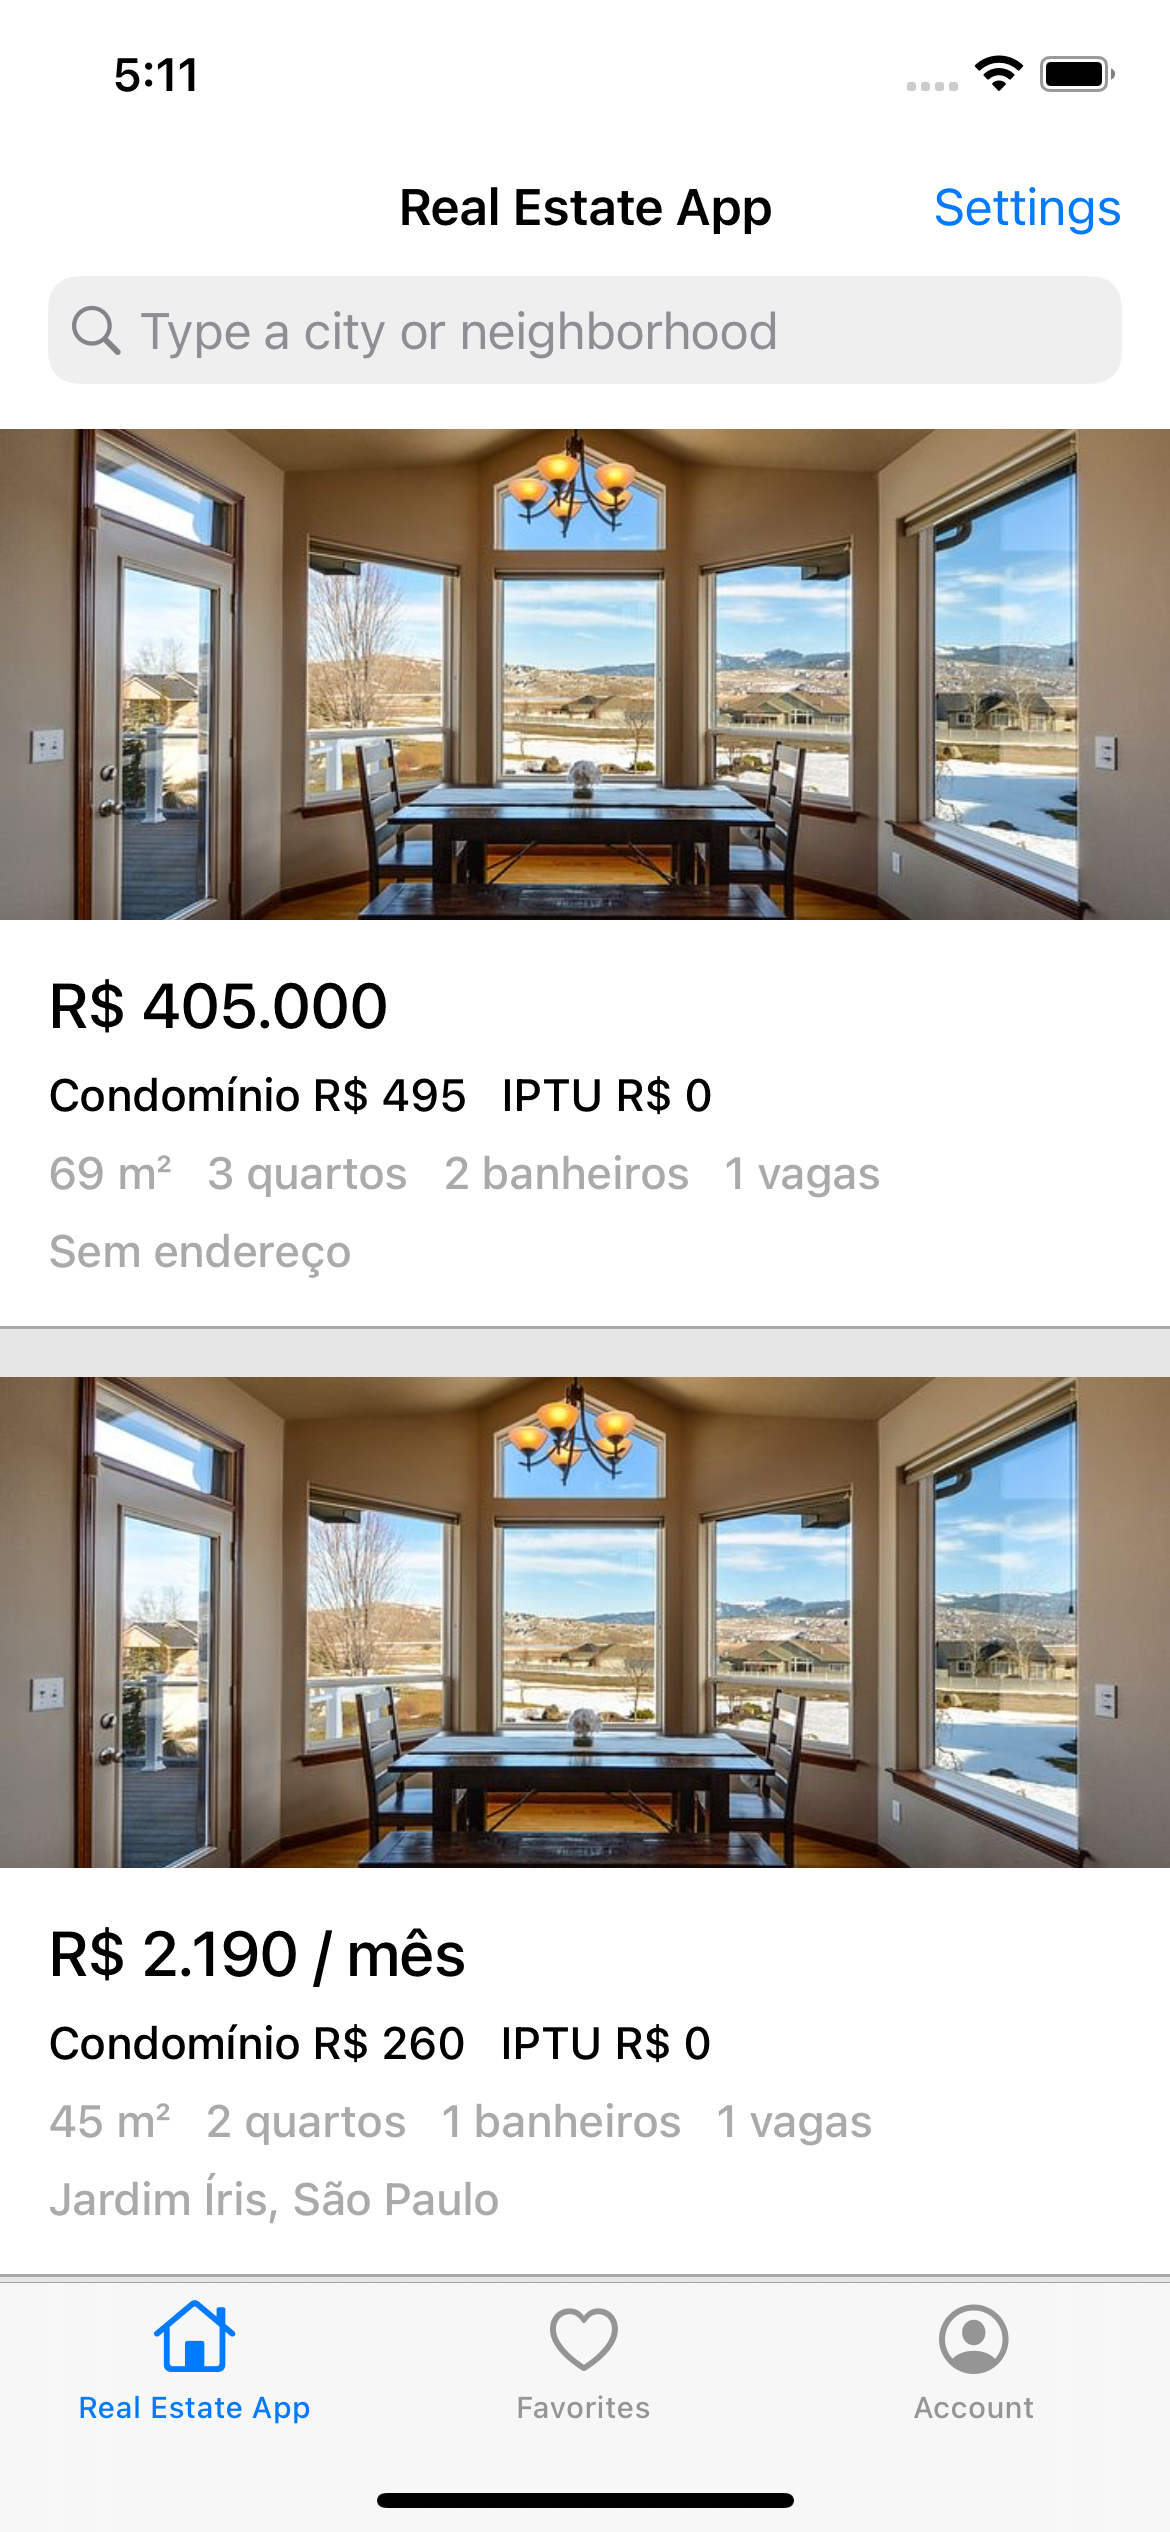 5:11
Real Estate App
Settings
Type a city or neighborhood
R$ 405.000
Condomínio R$ 495 IPTU R$ 0
69 m² 3 quartos 2 banheiros 1 vagas
Sem endereço
R$ 2.190 / mês
Condomínio R$ 260 IPTU R$ 0
45 m² 2 quartos 1 banheiros 1 vagas
Jardim Íris, São Paulo
Real Estate App
Favorites
Account